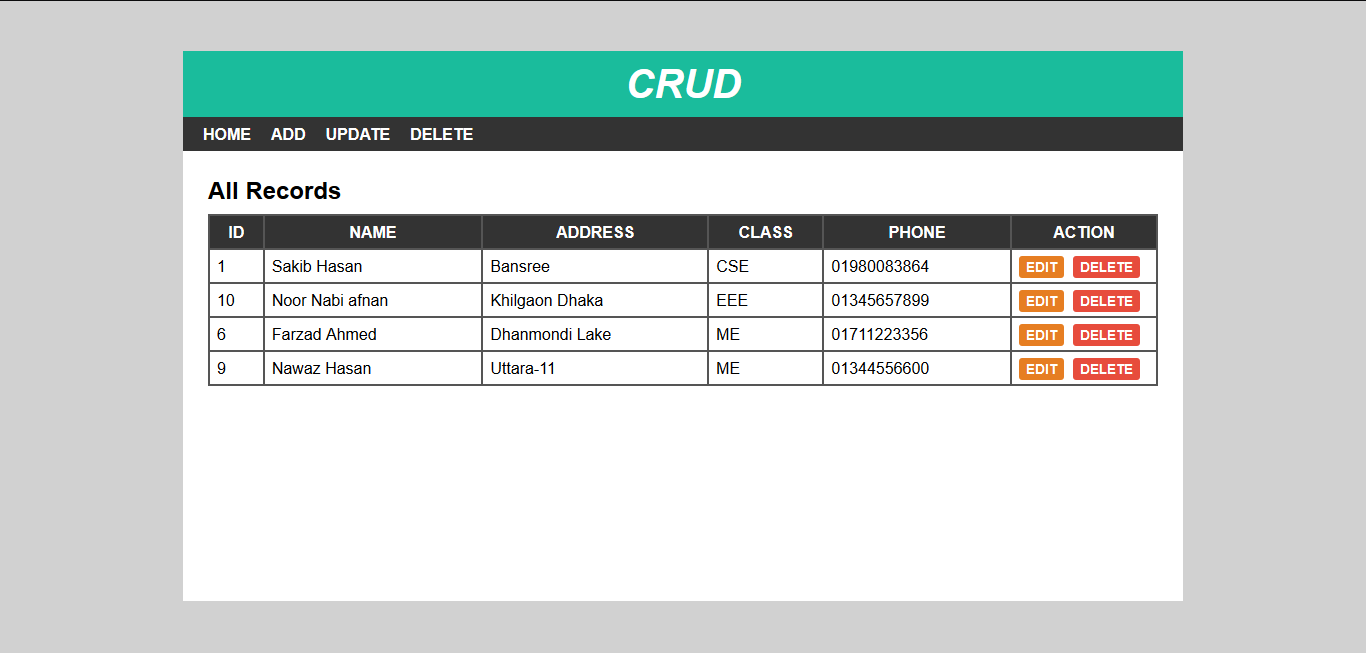 CRUD
HOME ADD UPDATE DELETE
All Records
ID NAME ADDRESS CLASS PHONE ACTION
1 Sakib Hasan Bansree CSE 01980083864 EDIT DELETE
10 Noor Nabi afnan Khilgaon Dhaka EEE 01345657899 EDIT DELETE
6 Farzad Ahmed Dhanmondi Lake ME 01711223356 EDIT DELETE
9 Nawaz Hasan Uttara-11 ME 01344556600 EDIT DELETE